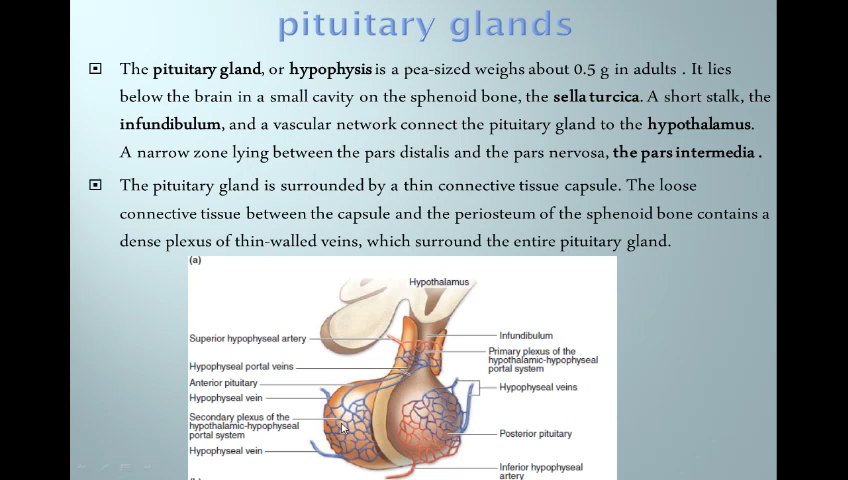 pituitary glands
The pituitary gland, or hypophysis is a pea-sized weighs about 0.5 g in adults . It lies
below the brain in a small cavity on the sphenoid bone, the sella turcica. A short stalk, the
infundibulum, and a vascular network connect the pituitary gland to the hypothalamus.
A narrow zone lying between the pars distalis and the pars nervosa, the pars intermedia .
The pituitary gland is surrounded by a thin connective tissue capsule. The loose
connective tissue between the capsule and the periosteum of the sphenoid bone contains a
dense plexus of thin-walled veins, which surround the entire pituitary gland.
(a)
Hypothalamus
Superior hypophyseal artery
Hypophyseal portal veins
Anterior pituitary
Hypophyseal vein
Secondary plexus of the
hypothalamic-hypophyseal
portal system
Hypophyseal vein
Infundibulum
Primary plexus of the
hypothalamic-hypophyseal
portal system
Hypophyseal veins
Posterior pituitary
Inferior hypophyseal
artery